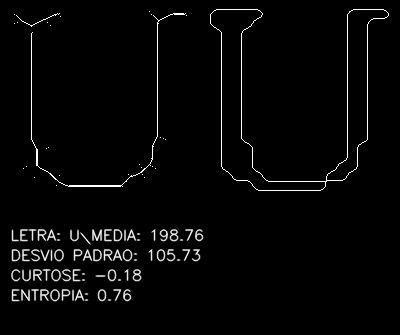 U U
LETRA: U\MEDIA: 198.76
DESVIO PADRAO: 105.73
CURTOSE: -0.18
ENTROPIA: 0.76